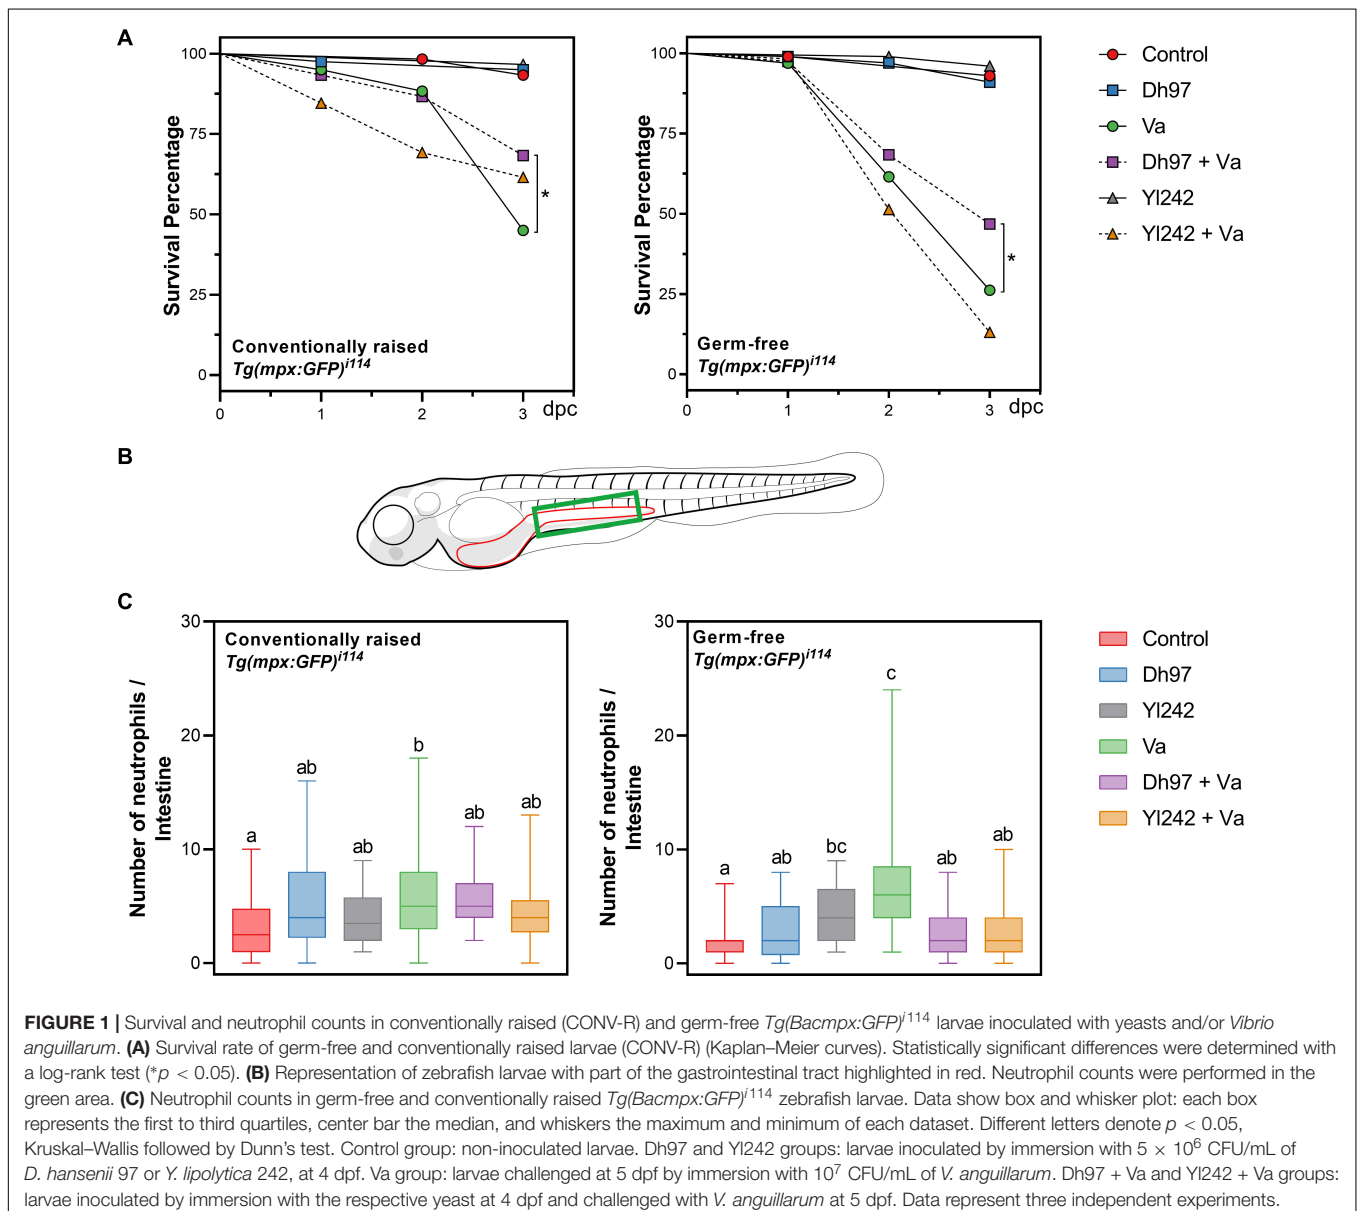 A
100
75
50
25
0
Survival Percentage
Conventionally raised
Tg(mpx:GFP)i114
*
0 1 2 3 dpc
100
75
50
25
0
Survival Percentage
Germ-free
Tg(mpx:GFP)i114
*
0 1 2 3 dpc
Control
Dh97
Va
Dh97 + Va
Yl242
Yl242 + Va
B
C
30
20
10
0
Number of neutrophils /
Intestine
Conventionally raised
Tg(mpx:GFP)i114
a ab ab b ab ab
30
20
10
0
Number of neutrophils /
Intestine
Germ-free
Tg(mpx:GFP)i114
a ab bc c ab ab
Control
Dh97
Yl242
Va
Dh97 + Va
Yl242 + Va
FIGURE 1 | Survival and neutrophil counts in conventionally raised (CONV-R) and germ-free Tg(Bacmpx:GFP)i114 larvae inoculated with yeasts and/or Vibrio
anguillarum. (A) Survival rate of germ-free and conventionally raised larvae (CONV-R) (Kaplan–Meier curves). Statistically significant differences were determined with
a log-rank test (*p < 0.05). (B) Representation of zebrafish larvae with part of the gastrointestinal tract highlighted in red. Neutrophil counts were performed in the
green area. (C) Neutrophil counts in germ-free and conventionally raised Tg(Bacmpx:GFP)i114 zebrafish larvae. Data show box and whisker plot: each box
represents the first to third quartiles, center bar the median, and whiskers the maximum and minimum of each dataset. Different letters denote p < 0.05,
Kruskal–Wallis followed by Dunn's test. Control group: non-inoculated larvae. Dh97 and Yl242 groups: larvae inoculated by immersion with 5 × 10⁶ CFU/mL of
D. hansenii 97 or Y. lipolytica 242, at 4 dpf. Va group: larvae challenged at 5 dpf by immersion with 10⁷ CFU/mL of V. anguillarum. Dh97 + Va and Yl242 + Va groups:
larvae inoculated by immersion with the respective yeast at 4 dpf and challenged with V. anguillarum at 5 dpf. Data represent three independent experiments.